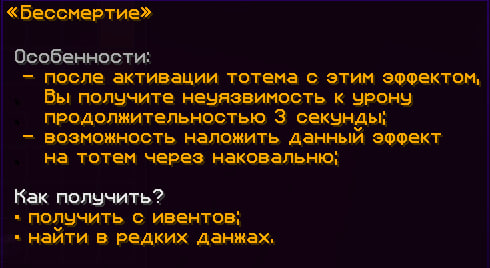 «Бессмертие»
Особенности:
– после активации тотема с этим эффектом,
Вы получите неуязвимость к урону
продолжительностью 3 секунды;
– возможность наложить данный эффект
на тотем через наковальню;
Как получить?
• получить с ивентов;
• найти в редких данжах.